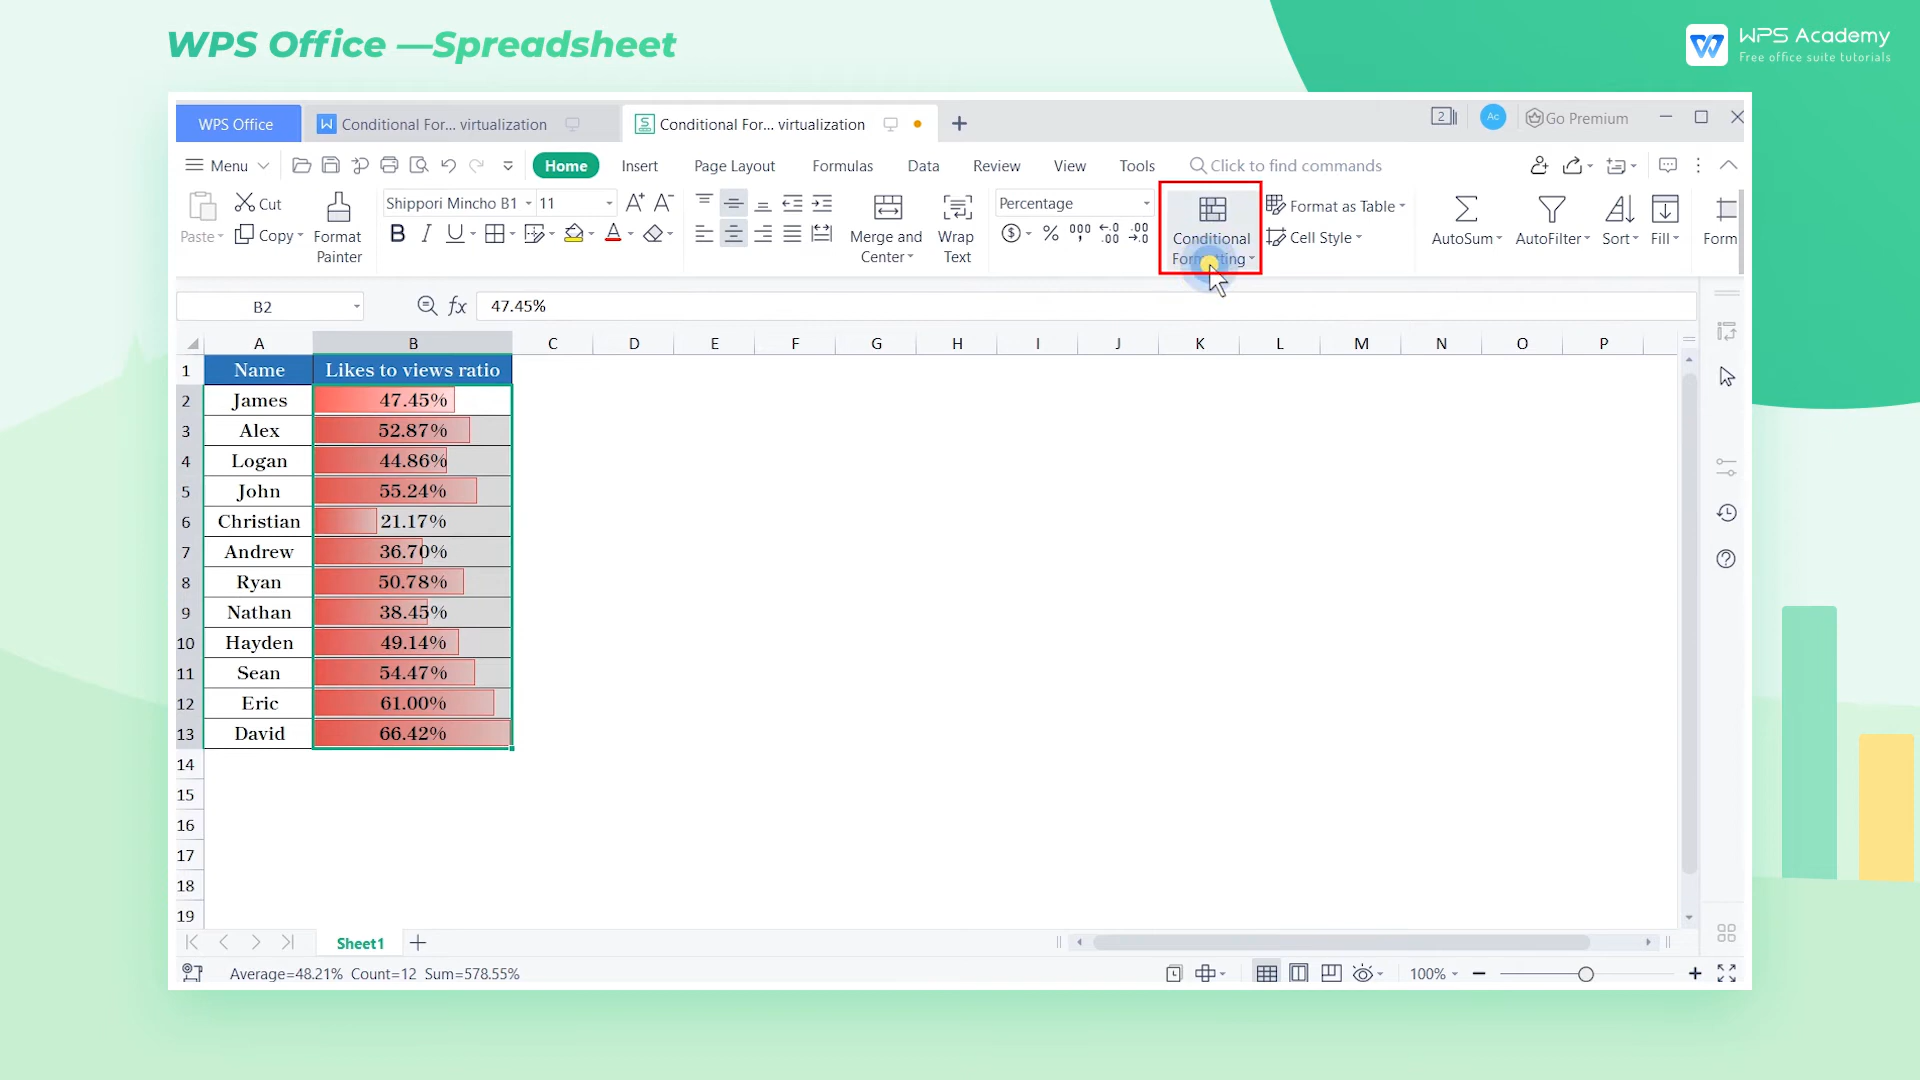 WPS Office —Spreadsheet
WPS Academy
Free office suite tutorials
WPS Office
Conditional For... virtualization
Conditional For... virtualization
2
Ac
Go Premium
Menu
Home
Insert
Page Layout
Formulas
Data
Review
View
Tools
Click to find commands
Paste
Cut
Copy
Format
Painter
Shippori Mincho B1
11
Merge and
Center
Wrap
Text
Percentage
Conditional
Formatting
Format as Table
Cell Style
AutoSum
AutoFilter
Sort
Fill
Form
B2
fx
47.45%
A B C D E F G H I J K L M N O P
1 Name Likes to views ratio
2 James 47.45%
3 Alex 52.87%
4 Logan 44.86%
5 John 55.24%
6 Christian 21.17%
7 Andrew 36.70%
8 Ryan 50.78%
9 Nathan 38.45%
10 Hayden 49.14%
11 Sean 54.47%
12 Eric 61.00%
13 David 66.42%
14
15
16
17
18
19
Sheet1
Average=48.21% Count=12 Sum=578.55%
100%